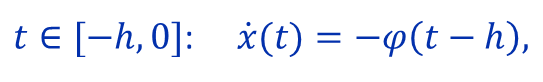 t ∈ [−h, 0]: ẋ(t) = −φ(t − h),